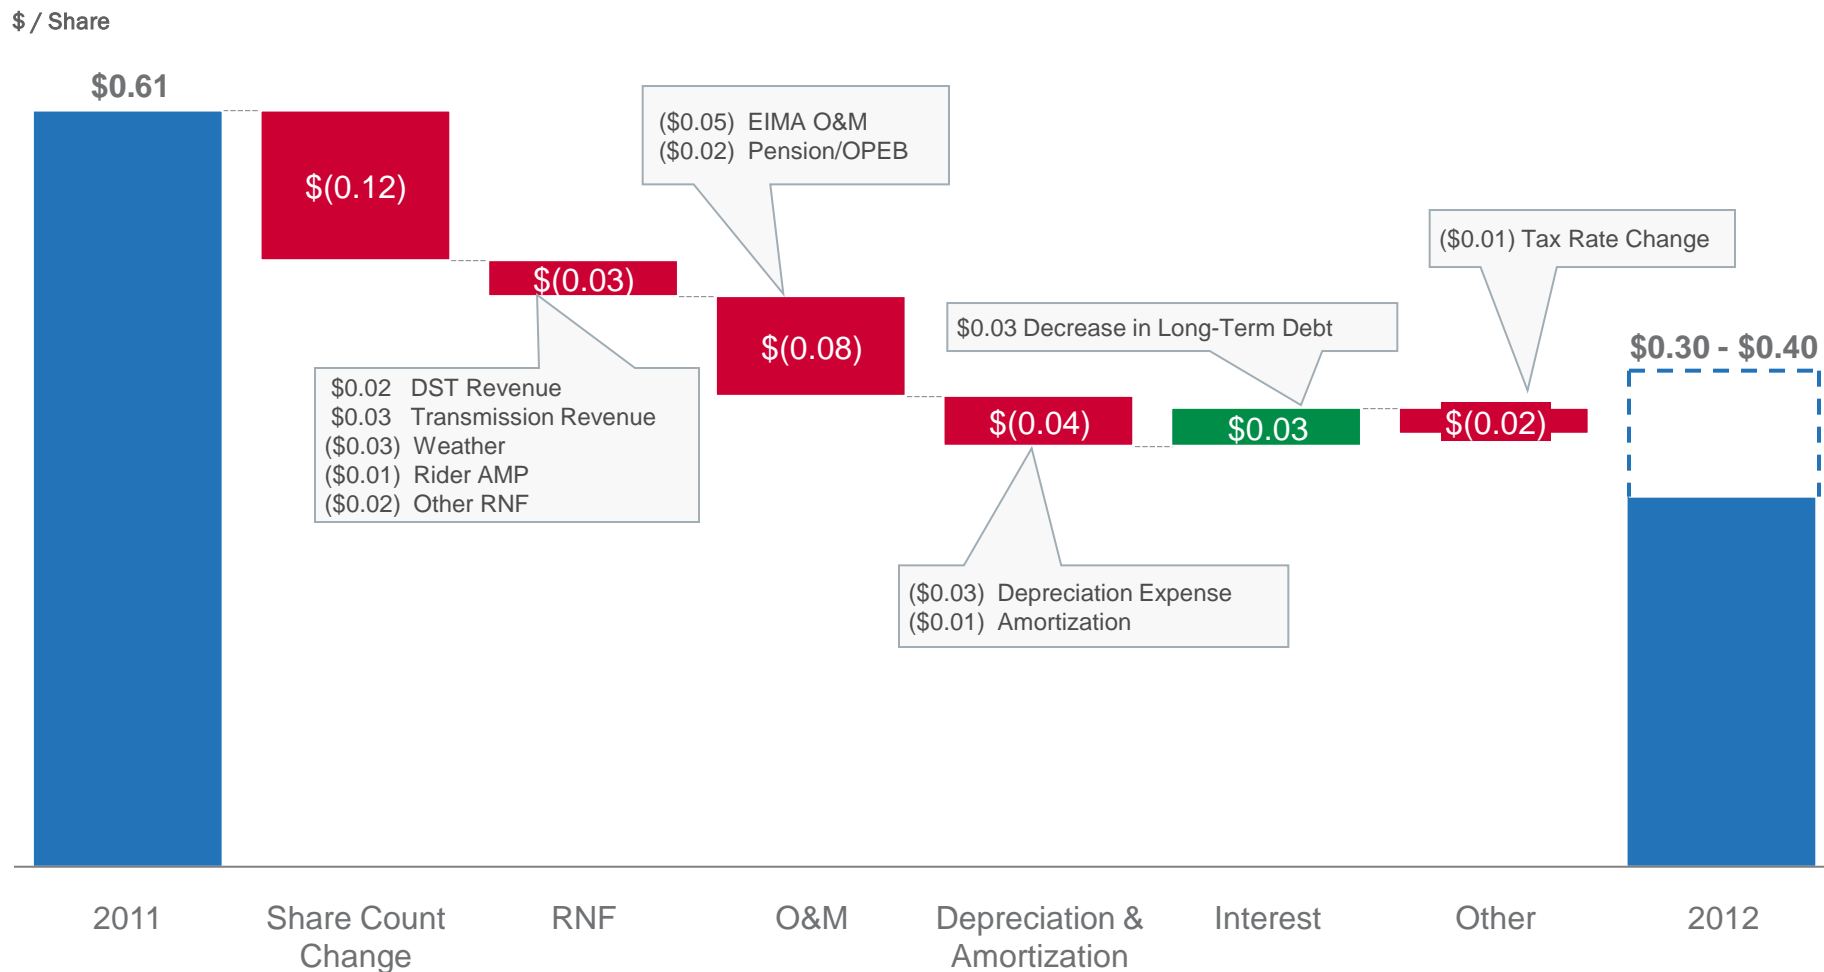 $ / Share
$0.61
$(0.12)
$(0.03)
$0.02 DST Revenue
$0.03 Transmission Revenue
($0.03) Weather
($0.01) Rider AMP
($0.02) Other RNF
($0.05) EIMA O&M
($0.02) Pension/OPEB
$(0.08)
$(0.04)
($0.03) Depreciation Expense
($0.01) Amortization
$0.03 Decrease in Long-Term Debt
$0.03
($0.01) Tax Rate Change
$(0.02)
$0.30 - $0.40
2011
Share Count
Change
RNF
O&M
Depreciation &
Amortization
Interest
Other
2012